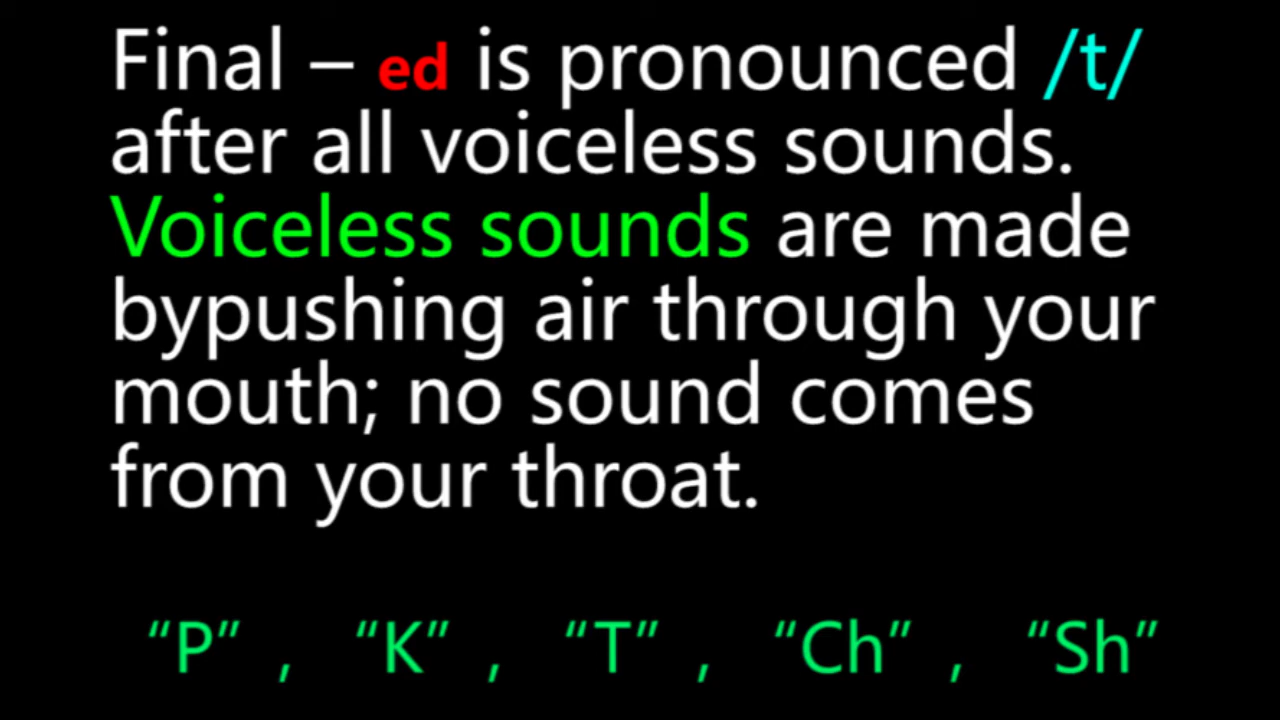 Final – ed is pronounced /t/
after all voiceless sounds.
Voiceless sounds are made
bypushing air through your
mouth; no sound comes
from your throat.
“P” , “K” , “T” , “Ch” , “Sh”